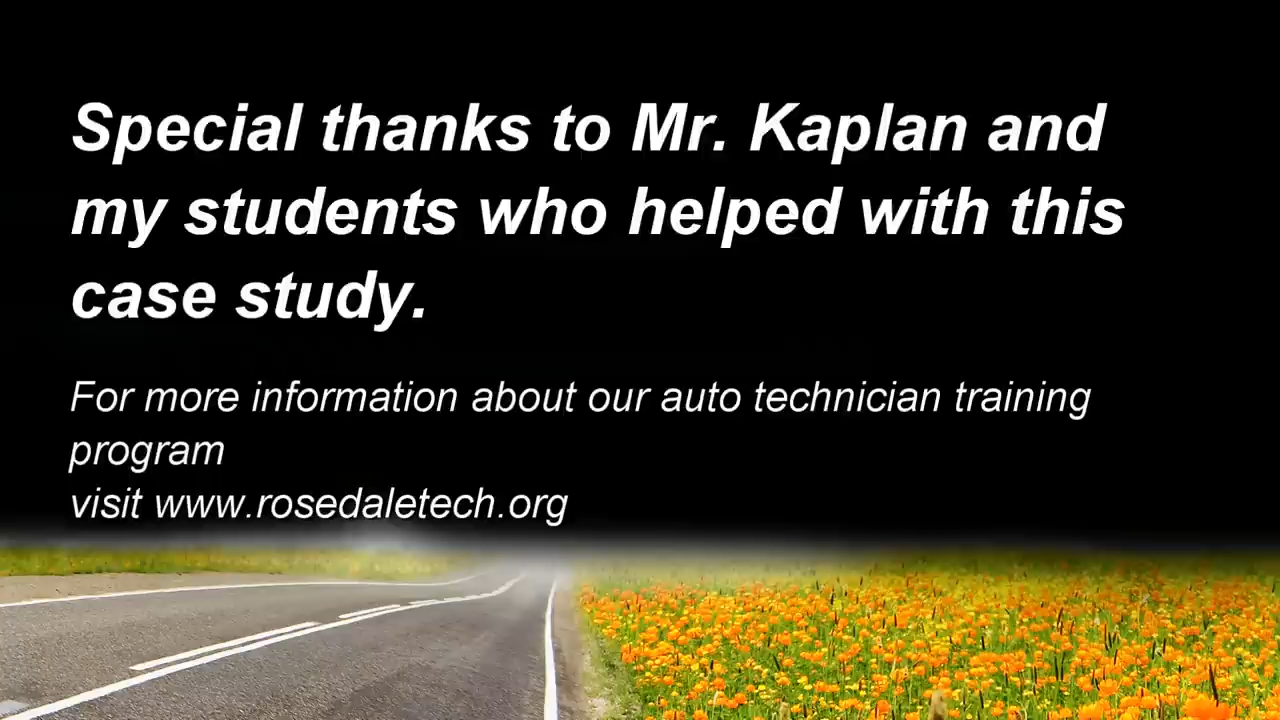 Special thanks to Mr. Kaplan and
my students who helped with this
case study.
For more information about our auto technician training
program
visit www.rosedaletech.org